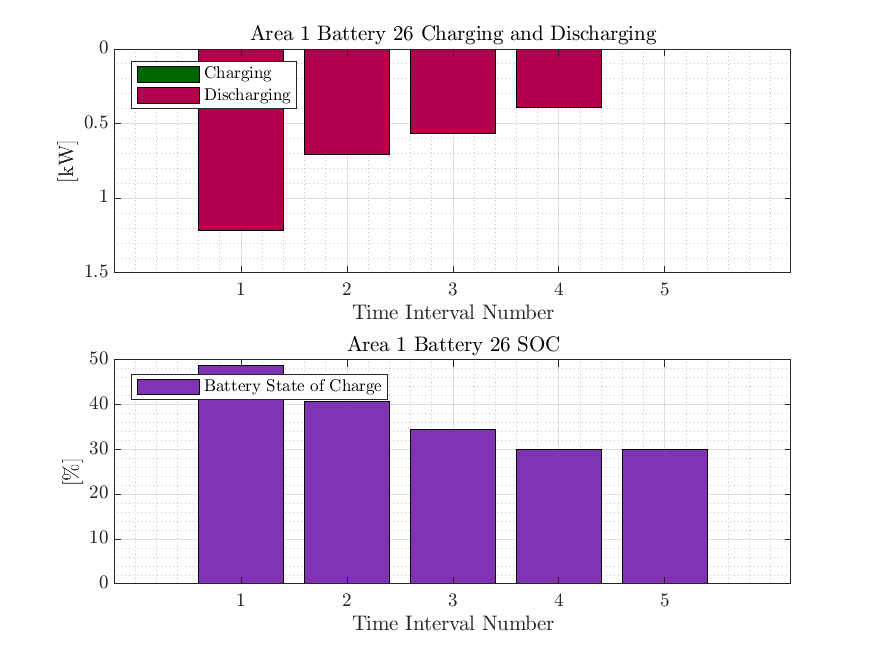 Area 1 Battery 26 Charging and Discharging
0
Charging
Discharging
0.5
[kW]
1
1.5
1 2 3 4 5
Time Interval Number
Area 1 Battery 26 SOC
50
Battery State of Charge
40
30
[%]
20
10
0
1 2 3 4 5
Time Interval Number